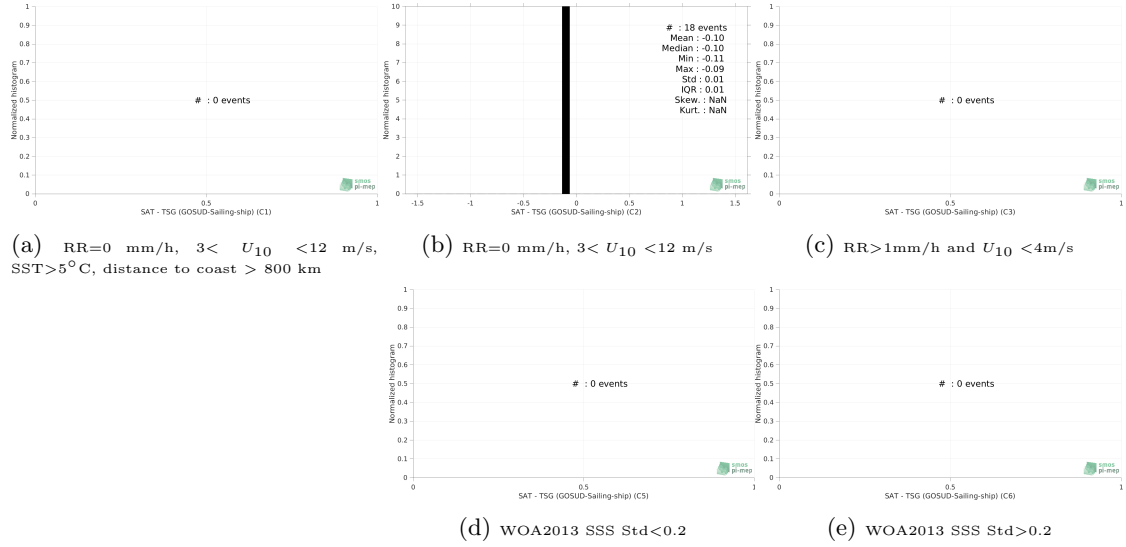 1
0.9
0.8
0.7
0.6
0.5
0.4
0.3
0.2
0.1
0
Normalized histogram
# : 0 events
0 0.5 1
SAT - TSG (GOSUD-Sailing-ship) (C1)
smos
pi-mep
(a) RR=0 mm/h, 3< U10 <12 m/s,
SST>5°C, distance to coast > 800 km
10
9
8
7
6
5
4
3
2
1
0
Normalized histogram
# : 18 events
Mean : -0.10
Median : -0.10
Min : -0.11
Max : -0.09
Std : 0.01
IQR : 0.01
Skew. : NaN
Kurt. : NaN
-1.5 -1 -0.5 0 0.5 1 1.5
SAT - TSG (GOSUD-Sailing-ship) (C2)
smos
pi-mep
(b) RR=0 mm/h, 3< U10 <12 m/s
1
0.9
0.8
0.7
0.6
0.5
0.4
0.3
0.2
0.1
0
Normalized histogram
# : 0 events
0 0.5 1
SAT - TSG (GOSUD-Sailing-ship) (C3)
smos
pi-mep
(c) RR>1mm/h and U10 <4m/s
1
0.9
0.8
0.7
0.6
0.5
0.4
0.3
0.2
0.1
0
Normalized histogram
# : 0 events
0 0.5 1
SAT - TSG (GOSUD-Sailing-ship) (C5)
smos
pi-mep
(d) WOA2013 SSS Std<0.2
1
0.9
0.8
0.7
0.6
0.5
0.4
0.3
0.2
0.1
0
Normalized histogram
# : 0 events
0 0.5 1
SAT - TSG (GOSUD-Sailing-ship) (C6)
smos
pi-mep
(e) WOA2013 SSS Std>0.2